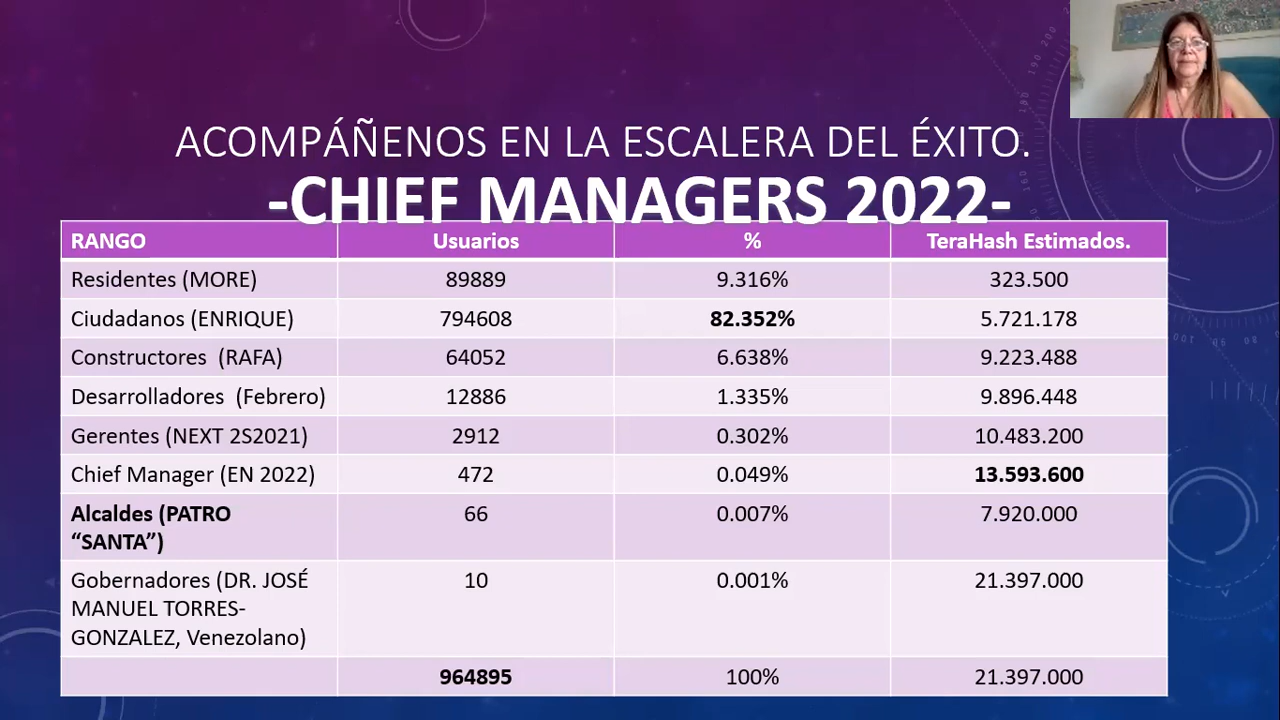 ACOMPÁÑENOS EN LA ESCALERA DEL ÉXITO.
-CHIEF MANAGERS 2022-
RANGO Usuarios % TeraHash Estimados.
Residentes (MORE) 89889 9.316% 323.500
Ciudadanos (ENRIQUE) 794608 82.352% 5.721.178
Constructores (RAFA) 64052 6.638% 9.223.488
Desarrolladores (Febrero) 12886 1.335% 9.896.448
Gerentes (NEXT 2S2021) 2912 0.302% 10.483.200
Chief Manager (EN 2022) 472 0.049% 13.593.600
Alcaldes (PATRO 66 0.007% 7.920.000
“SANTA”)
Gobernadores (DR. JOSÉ 10 0.001% 21.397.000
MANUEL TORRES-
GONZALEZ, Venezolano)
964895 100% 21.397.000